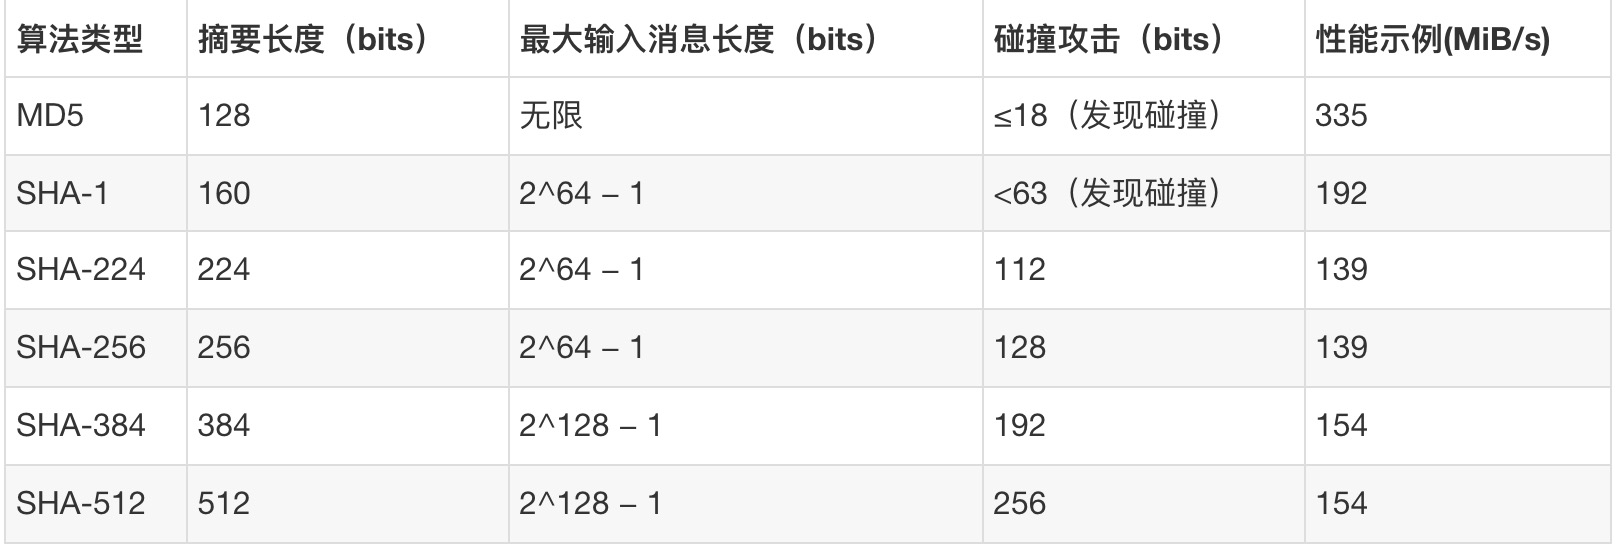 算法类型 摘要长度（bits） 最大输入消息长度（bits） 碰撞攻击（bits） 性能示例(MiB/s)
MD5 128 无限 ≤18（发现碰撞） 335
SHA-1 160 2^64 – 1 <63（发现碰撞） 192
SHA-224 224 2^64 – 1 112 139
SHA-256 256 2^64 – 1 128 139
SHA-384 384 2^128 – 1 192 154
SHA-512 512 2^128 – 1 256 154